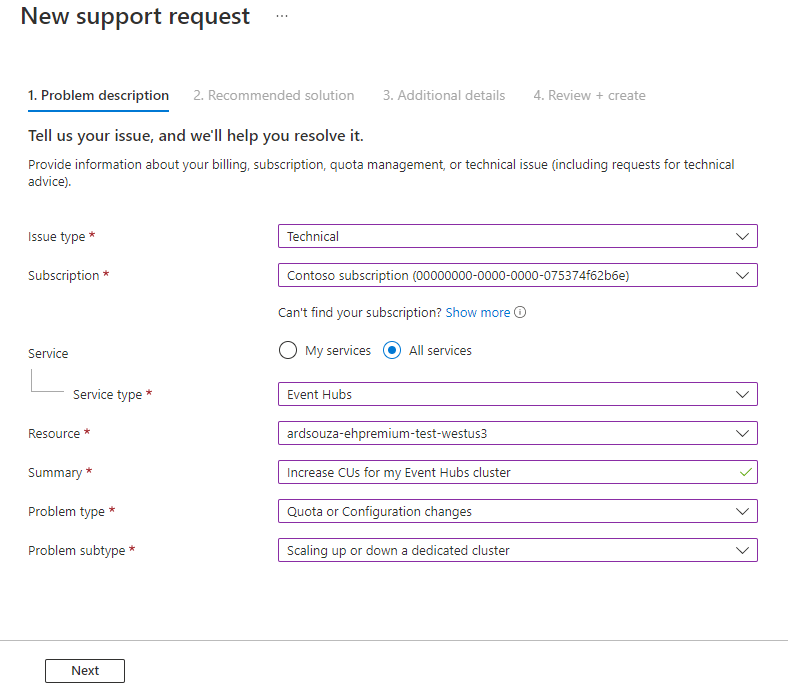 New support request ...
1. Problem description 2. Recommended solution 3. Additional details 4. Review + create
Tell us your issue, and we'll help you resolve it.
Provide information about your billing, subscription, quota management, or technical issue (including requests for technical
advice).
Issue type * Technical
Subscription * Contoso subscription (00000000-0000-0000-075374f62b6e)
Can't find your subscription? Show more
Service My services All services
Service type * Event Hubs
Resource * ardsouza-ehpremium-test-westus3
Summary * Increase CUs for my Event Hubs cluster
Problem type * Quota or Configuration changes
Problem subtype * Scaling up or down a dedicated cluster
Next